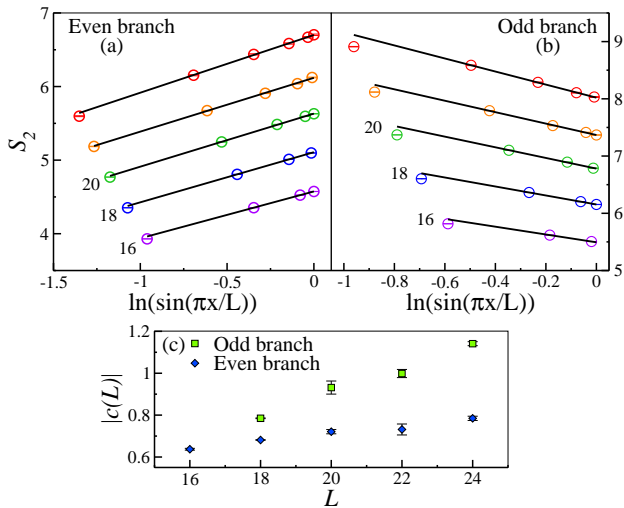 Even branch
(a)
Odd branch
(b)
7
6
5
4
S₂
20
18
16
20
18
16
9
8
7
6
5
-1.5
-1
-0.5
0
-1
-0.8
-0.6
-0.4
-0.2
0
ln(sin(πx/L))
ln(sin(πx/L))
(c)
Odd branch
Even branch
1.2
1
0.8
0.6
|c(L)|
16
18
20
22
24
L